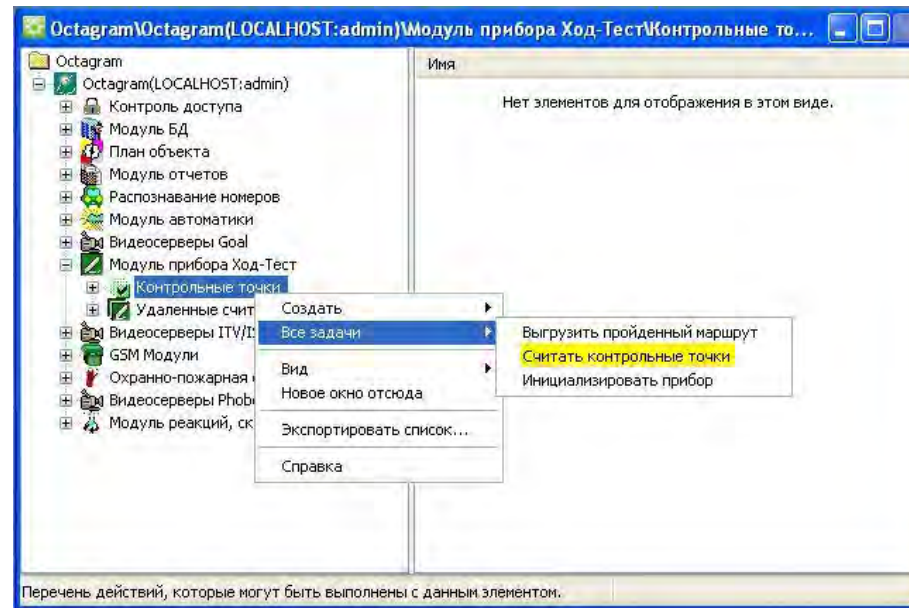 Octagram\Octagram(LOCALHOST:admin)\Модуль прибора Ход-Тест\Контрольные то...
Octagram
Octagram(LOCALHOST:admin)
Контроль доступа
Модуль БД
План объекта
Модуль отчетов
Распознавание номеров
Модуль автоматики
Видеосерверы Goal
Модуль прибора Ход-Тест
Контрольные точки
Удаленные счит
Видеосерверы ITV/I
GSM Модули
Охранно-пожарная
Видеосерверы Phob
Модуль реакций, ск
Имя
Нет элементов для отображения в этом виде.
Создать
Все задачи
Вид
Новое окно отсюда
Экспортировать список...
Справка
Выгрузить пройденный маршрут
Считать контрольные точки
Инициализировать прибор
Перечень действий, которые могут быть выполнены с данным элементом.